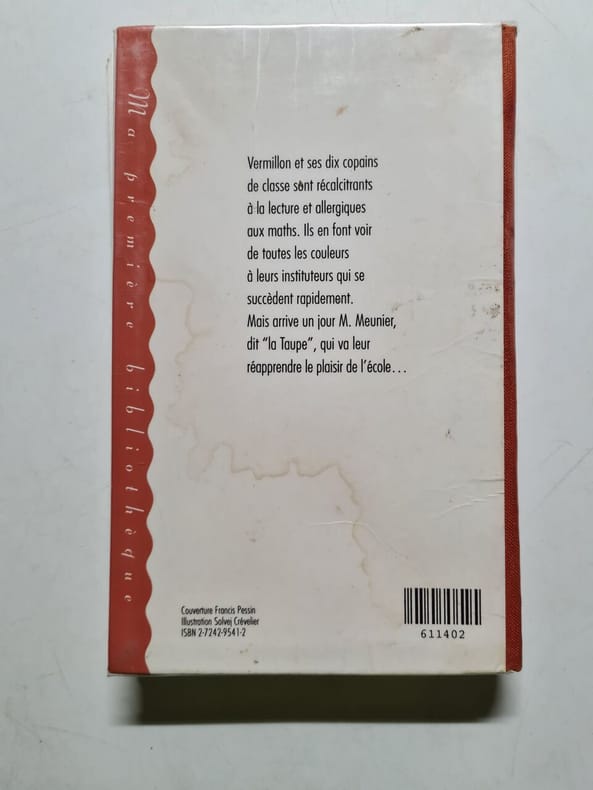 Ma première bibliothèque
Vermillon et ses dix copains
de classe sont récalcitrants
à la lecture et allergiques
aux maths. Ils en font voir
de toutes les couleurs
à leurs instituteurs qui se
succèdent rapidement.
Mais arrive un jour M. Meunier,
dit "la Taupe", qui va leur
réapprendre le plaisir de l'école...
Couverture Francis Pessin
Illustration Solvej Crévelier
ISBN 2-7242-9541-2
611402